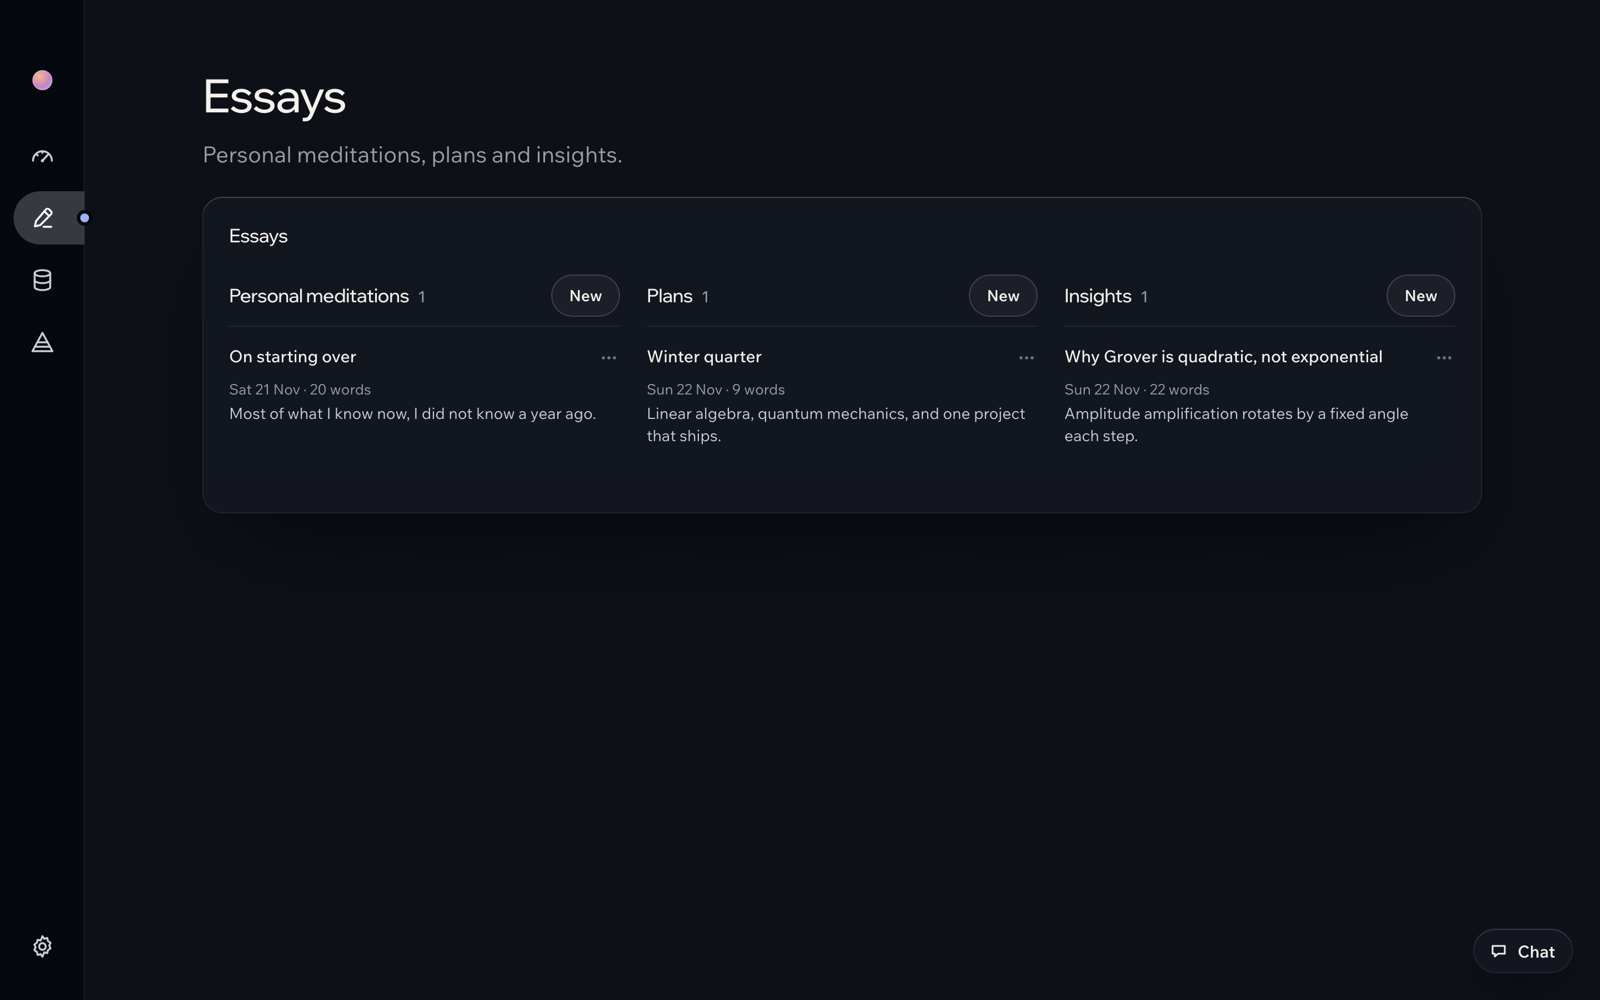 Essays
Personal meditations, plans and insights.
Essays
Personal meditations 1
New
On starting over
Sat 21 Nov · 20 words
Most of what I know now, I did not know a year ago.
Plans 1
New
Winter quarter
Sun 22 Nov · 9 words
Linear algebra, quantum mechanics, and one project
that ships.
Insights 1
New
Why Grover is quadratic, not exponential
Sun 22 Nov · 22 words
Amplitude amplification rotates by a fixed angle
each step.
Chat